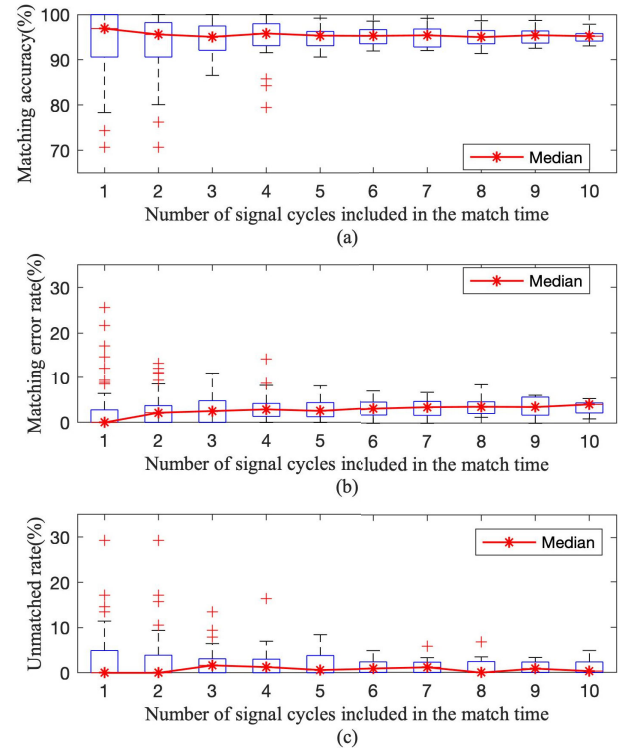 Matching accuracy(%)
100
90
80
70
Median
1 2 3 4 5 6 7 8 9 10
Number of signal cycles included in the match time
(a)
Matching error rate(%)
30
20
10
0
Median
1 2 3 4 5 6 7 8 9 10
Number of signal cycles included in the match time
(b)
Unmatched rate(%)
30
20
10
0
Median
1 2 3 4 5 6 7 8 9 10
Number of signal cycles included in the match time
(c)